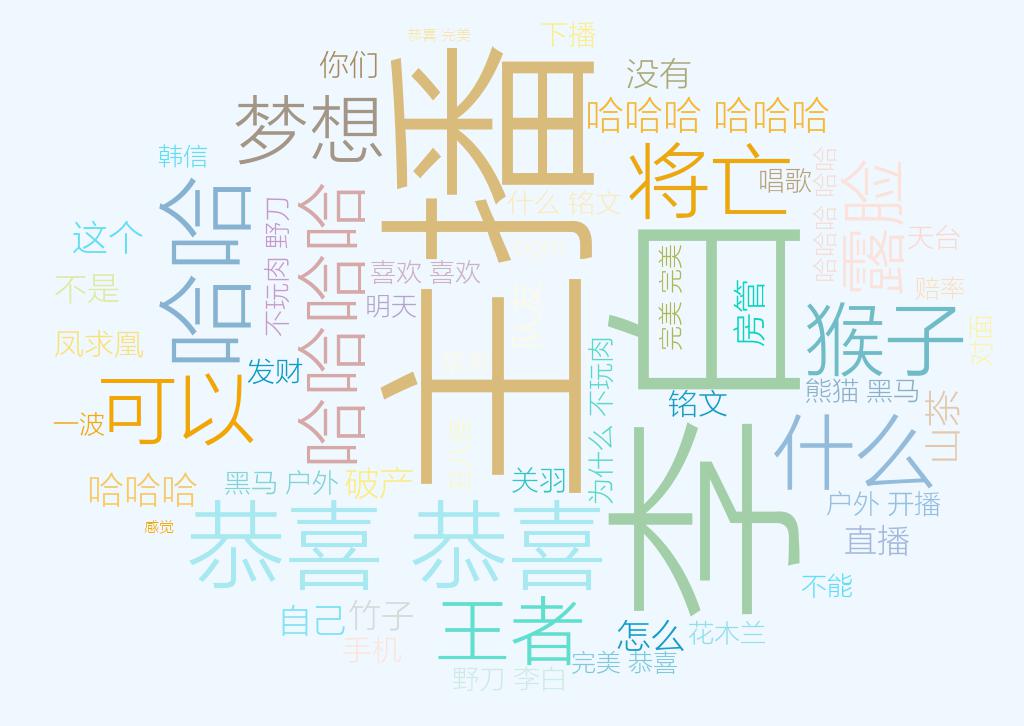 恭喜 完美
下播
你们
没有
主播
梦想
哈哈哈 哈哈哈
将亡
韩信
唱歌
哈哈哈 哈哈哈
露脸
哈哈
哈哈哈哈
什么 铭文
不玩肉 野刀
这个
天台
李白
喜欢 喜欢
完美 完美
房管
不是
明天
赔率
猴子
对面
凤求凰
发财
为什么 不玩肉
可以
熊猫 黑马
铭文
山东
一波
什么
黑马 户外
破产
关羽
哈哈哈
户外 开播
感觉
恭喜 恭喜
直播
不能
自己
竹子
王者
怎么
花木兰
手机
完美 恭喜
野刀 李白